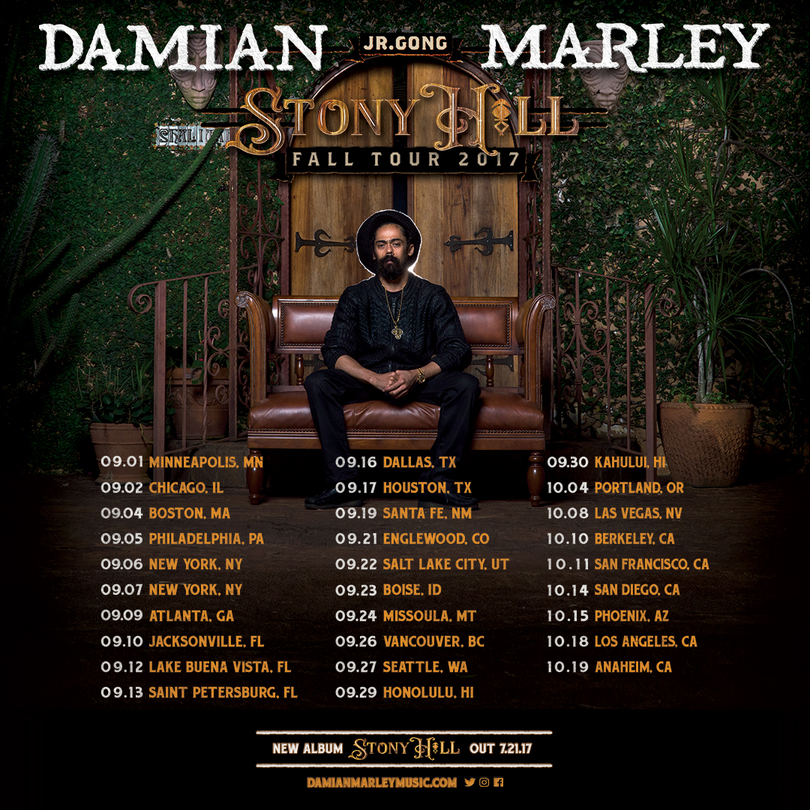 DAMIAN JR.GONG MARLEY
STONY HILL
FALL TOUR 2017
09.01 MINNEAPOLIS, MN
09.02 CHICAGO, IL
09.04 BOSTON, MA
09.05 PHILADELPHIA, PA
09.06 NEW YORK, NY
09.07 NEW YORK, NY
09.09 ATLANTA, GA
09.10 JACKSONVILLE, FL
09.12 LAKE BUENA VISTA, FL
09.13 SAINT PETERSBURG, FL
09.16 DALLAS, TX
09.17 HOUSTON, TX
09.19 SANTA FE, NM
09.21 ENGLEWOOD, CO
09.22 SALT LAKE CITY, UT
09.23 BOISE, ID
09.24 MISSOULA, MT
09.26 VANCOUVER, BC
09.27 SEATTLE, WA
09.29 HONOLULU, HI
09.30 KAHULUI, HI
10.04 PORTLAND, OR
10.08 LAS VEGAS, NV
10.10 BERKELEY, CA
10.11 SAN FRANCISCO, CA
10.14 SAN DIEGO, CA
10.15 PHOENIX, AZ
10.18 LOS ANGELES, CA
10.19 ANAHEIM, CA
NEW ALBUM STONY HILL OUT 7.21.17
DAMIANMARLEYMUSIC.COM